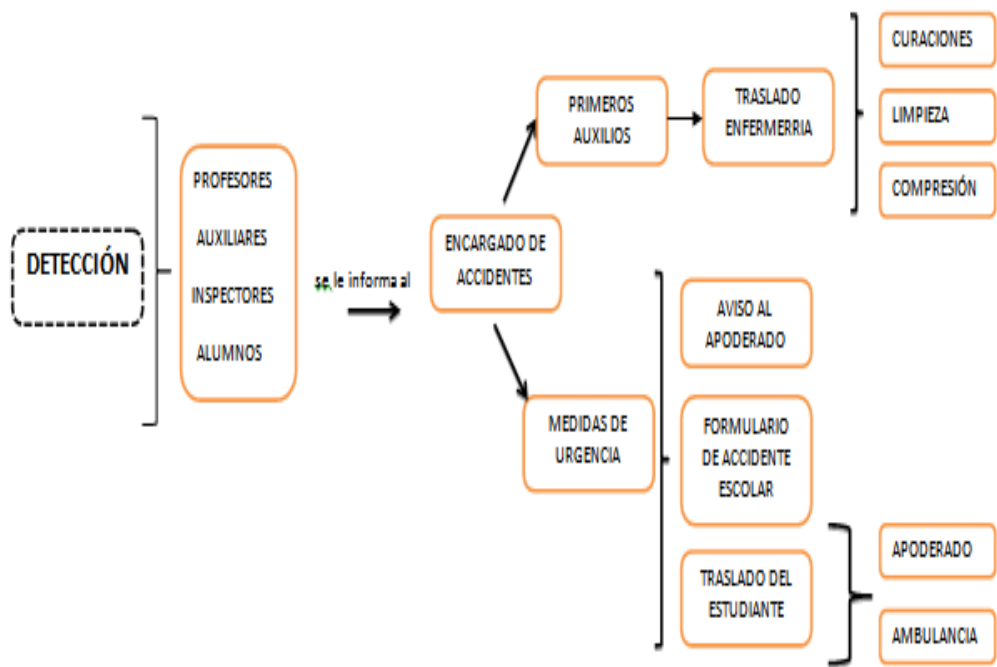 DETECCIÓN
PROFESORES
AUXILIARES
INSPECTORES
ALUMNOS
se le informa al
ENCARGADO DE
ACCIDENTES
PRIMEROS
AUXILIOS
TRASLADO
ENFERMERRIA
CURACIONES
LIMPIEZA
COMPRESIÓN
MEDIDAS DE
URGENCIA
AVISO AL
APODERADO
FORMULARIO
DE ACCIDENTE
ESCOLAR
TRASLADO DEL
ESTUDIANTE
APODERADO
AMBULANCIA